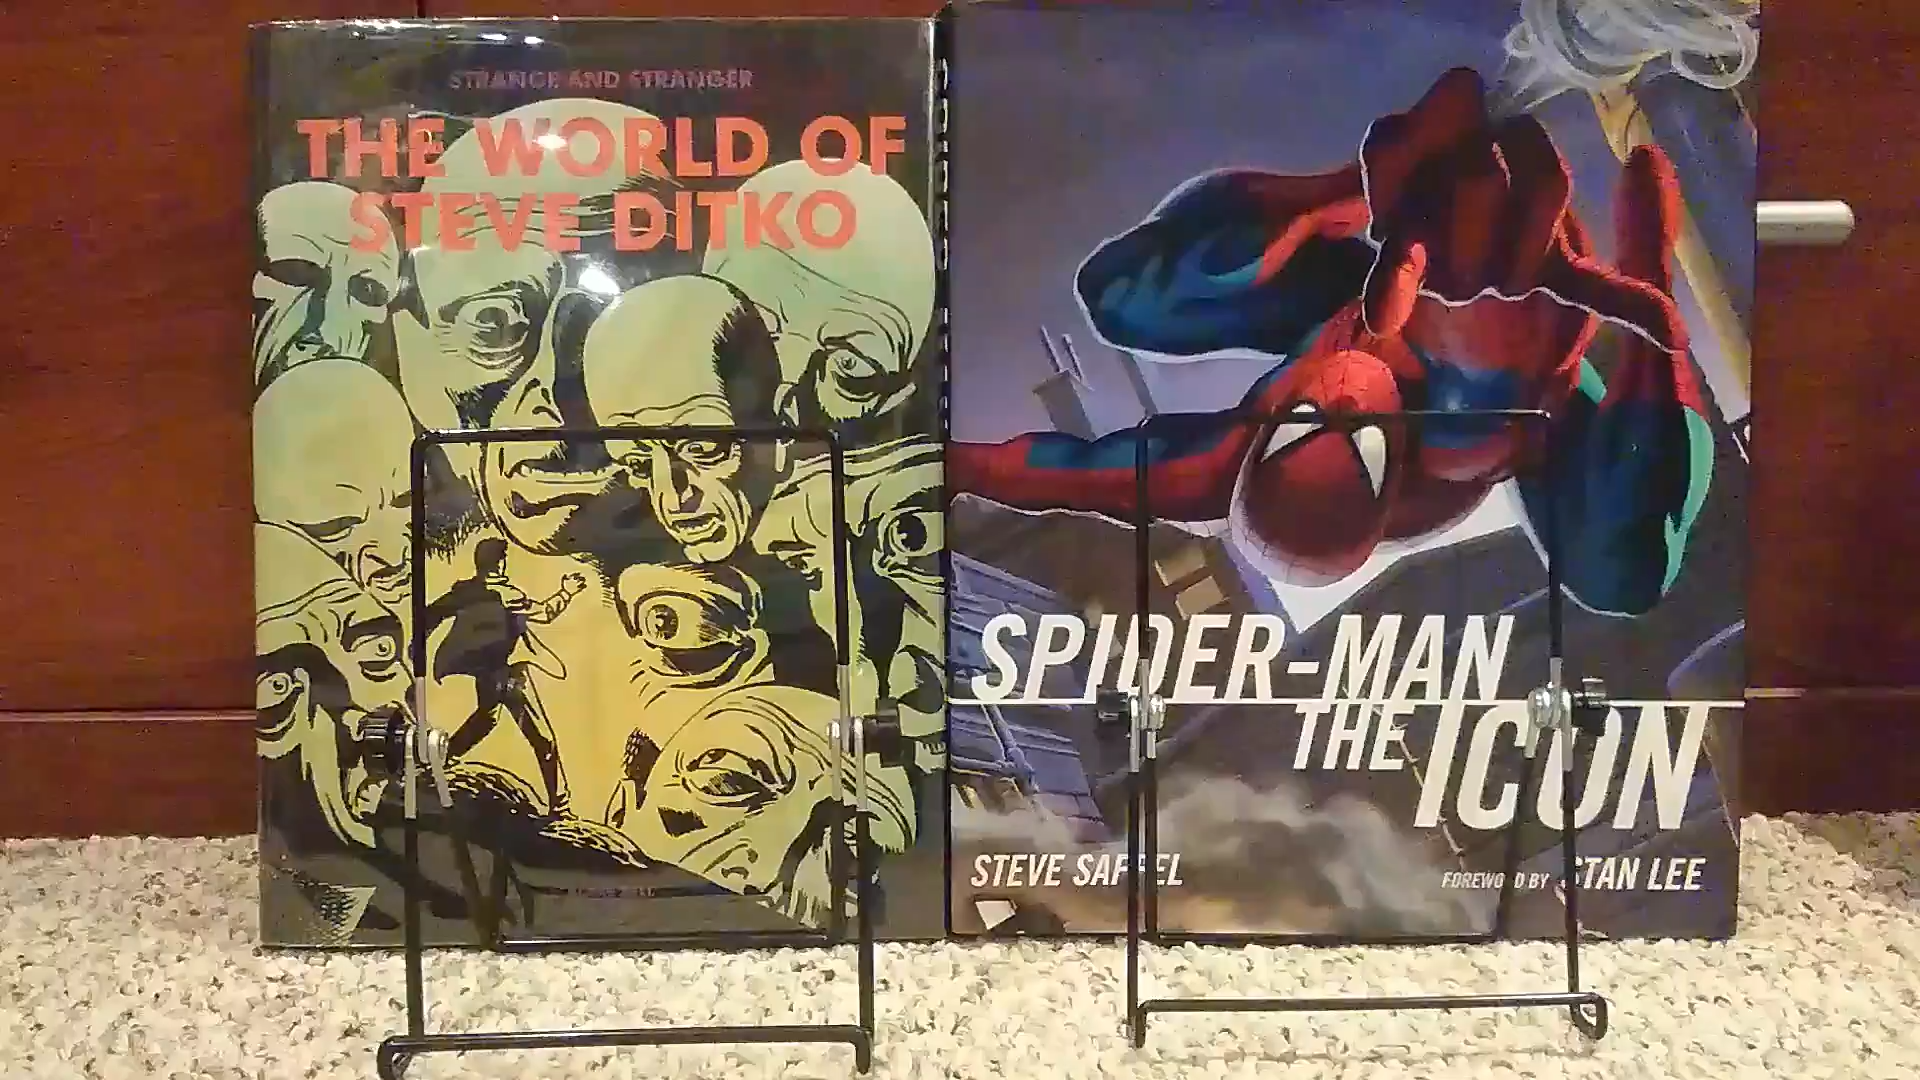 STRANGE AND STRANGER
THE WORLD OF
STEVE DITKO
SPIDER-MAN
THE ICON
STEVE SAFFEL
FOREWORD BY STAN LEE